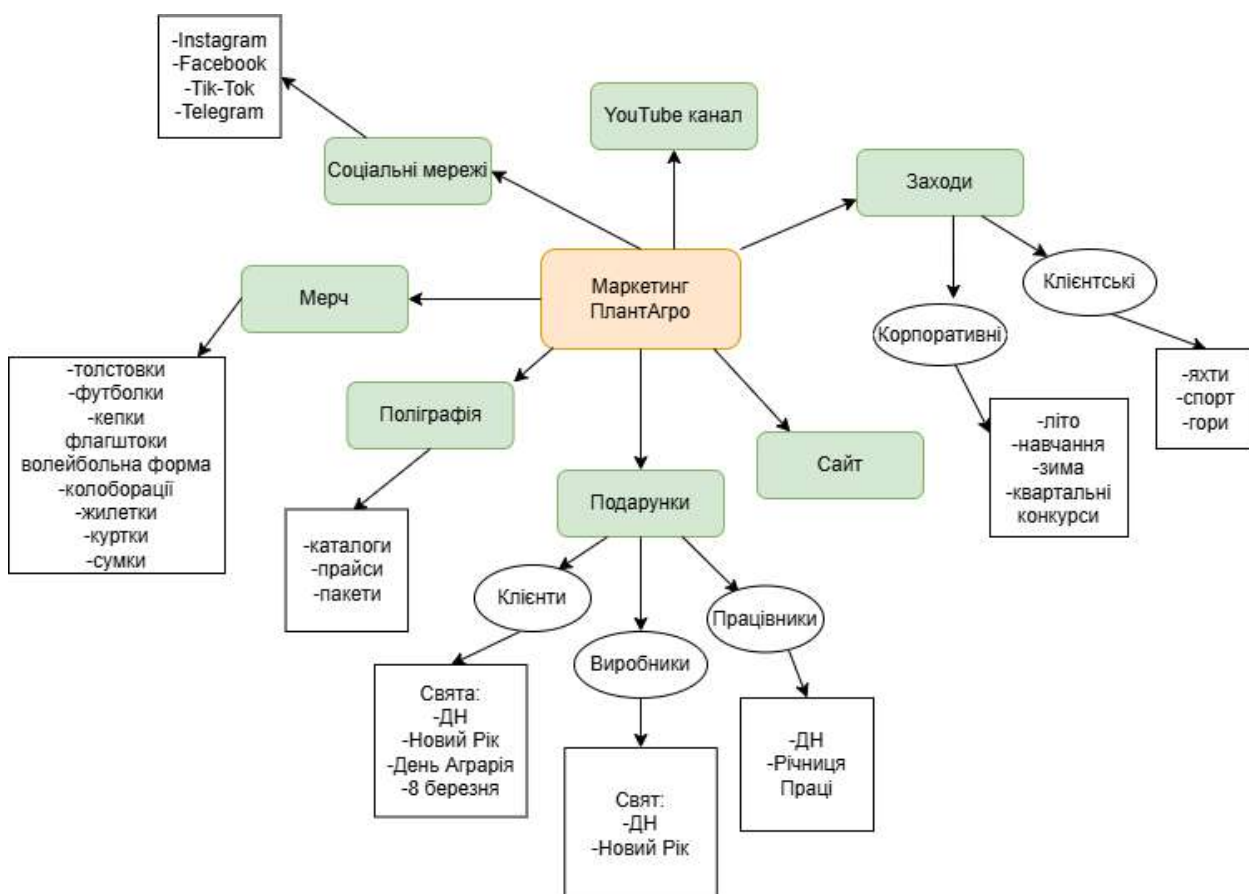 -Instagram
-Facebook
-Tik-Tok
-Telegram
YouTube канал
Соціальні мережі
Заходи
Мерч
Маркетинг
ПлантАгро
Клієнтські
Корпоративні
-толстовки
-футболки
-кепки
флагштоки
волейбольна форма
-колоборації
-жилетки
-куртки
-сумки
Поліграфія
-яхти
-спорт
-гори
-літо
-навчання
-зима
-квартальні
конкурси
Сайт
Подарунки
-каталоги
-прайси
-пакети
Клієнти
Працівники
Виробники
Свята:
-ДН
-Новий Рік
-День Аграрія
-8 березня
Свят:
-ДН
-Новий Рік
-ДН
-Річниця
Праці